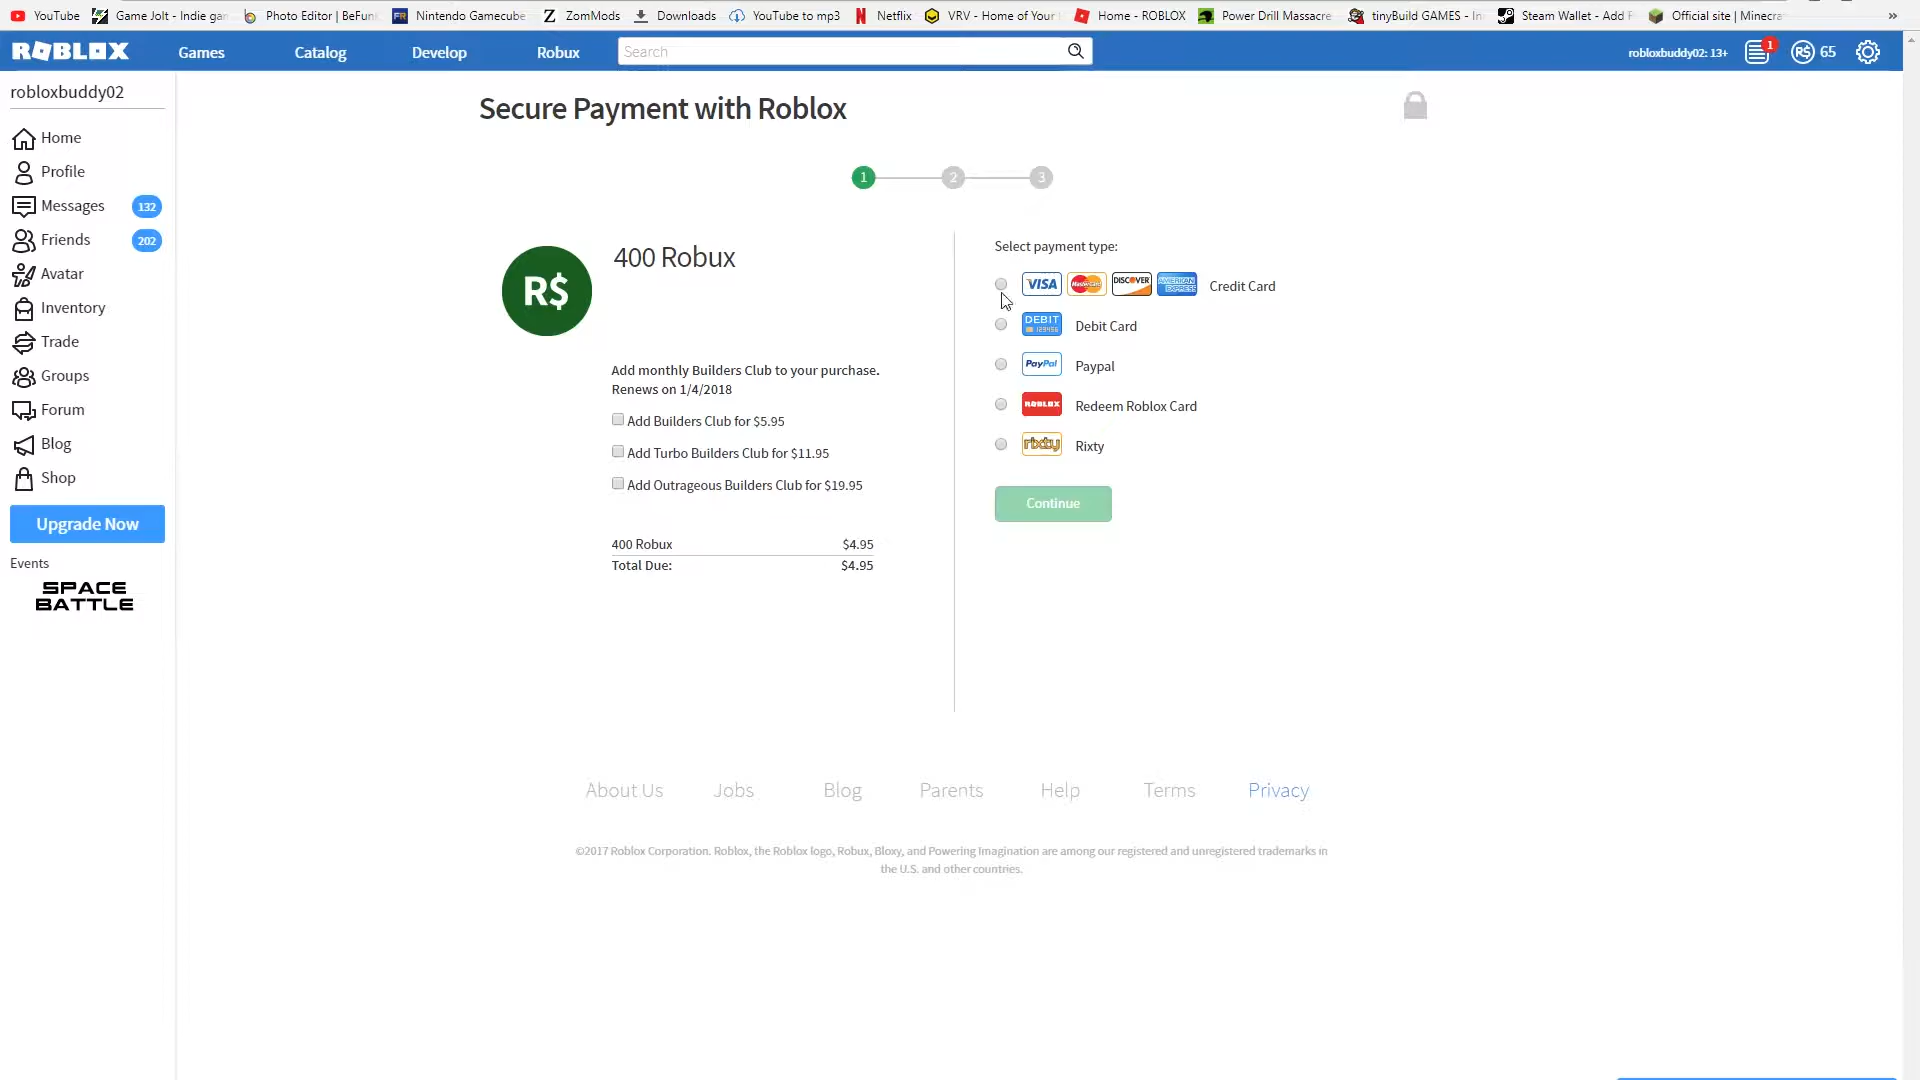 YouTube Game Jolt - Indie gan Photo Editor | BeFun Nintendo Gamecube ZomMods Downloads YouTube to mp3 Netflix VRV - Home of Your Home - ROBLOX Power Drill Massacre tinyBuild GAMES - In Steam Wallet - Add Official site | Minecra »
ROBLOX Games Catalog Develop Robux Search robloxbuddy02: 13+ 1 R$ 65
robloxbuddy02
Home
Profile
Messages 132
Friends 202
Avatar
Inventory
Trade
Groups
Forum
Blog
Shop
Upgrade Now
Events
SPACE
BATTLE
Secure Payment with Roblox
1 2 3
R$
400 Robux
Add monthly Builders Club to your purchase.
Renews on 1/4/2018
Add Builders Club for $5.95
Add Turbo Builders Club for $11.95
Add Outrageous Builders Club for $19.95
400 Robux $4.95
Total Due: $4.95
Select payment type:
VISA MasterCard DISCOVER AMERICAN EXPRESS Credit Card
DEBIT 123456 Debit Card
PayPal Paypal
ROBLOX Redeem Roblox Card
rixty Rixty
Continue
About Us Jobs Blog Parents Help Terms Privacy
©2017 Roblox Corporation. Roblox, the Roblox logo, Robux, Bloxy, and Powering Imagination are among our registered and unregistered trademarks in
the U.S. and other countries.